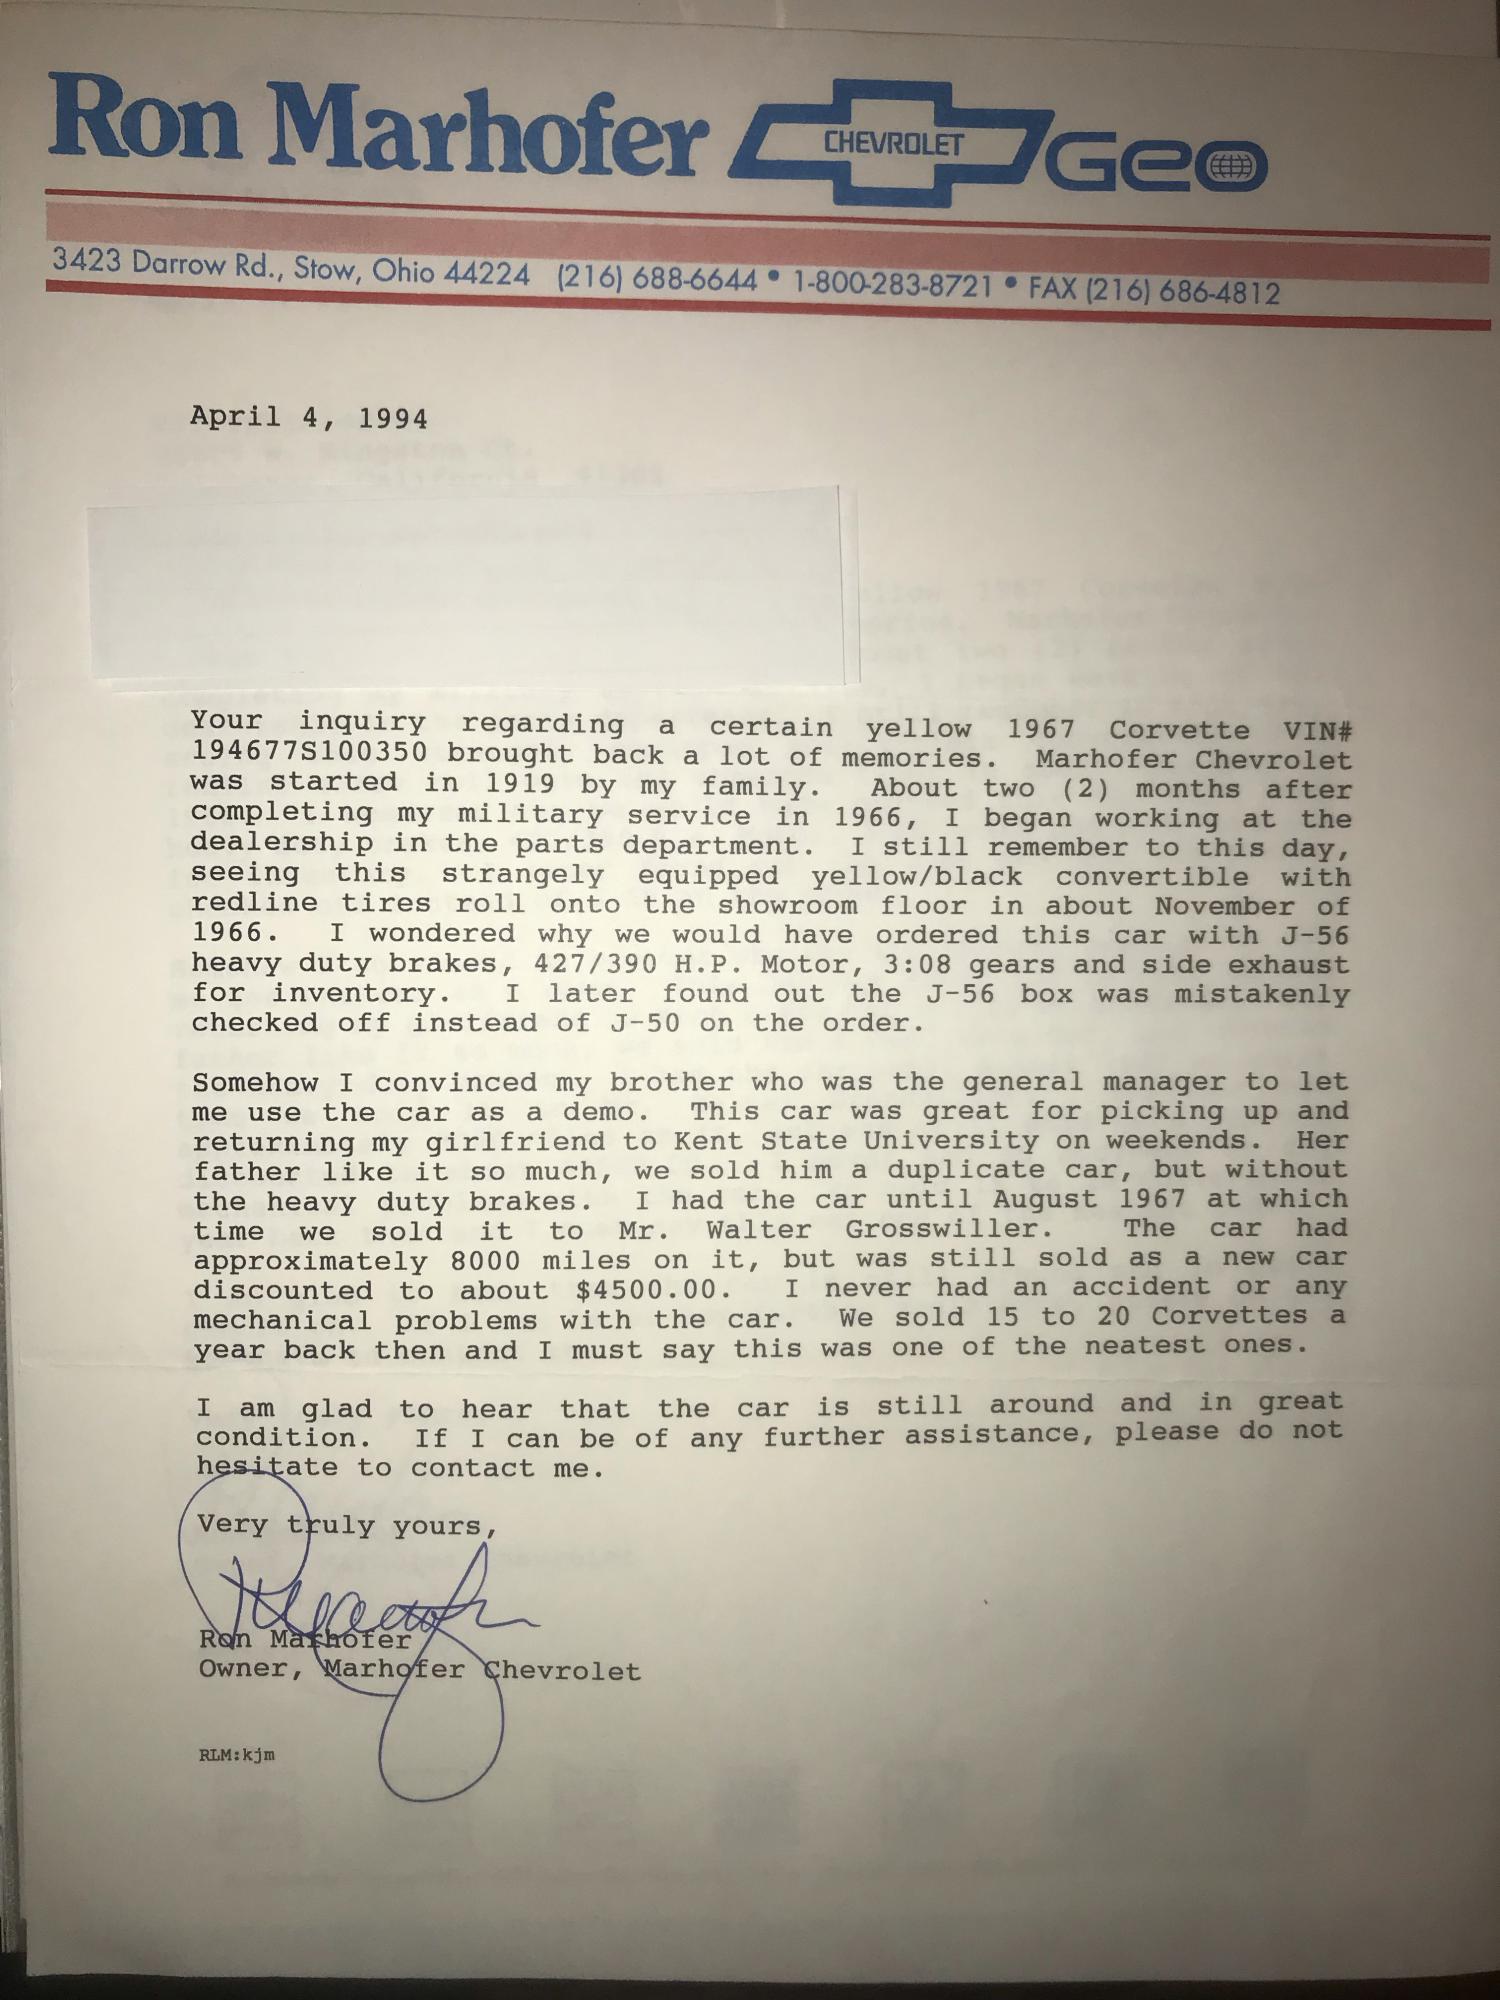 Ron Marhofer CHEVROLET Geo
3423 Darrow Rd., Stow, Ohio 44224 (216) 688-6644 • 1-800-283-8721 • FAX (216) 686-4812
April 4, 1994
Your inquiry regarding a certain yellow 1967 Corvette VIN#
194677S100350 brought back a lot of memories. Marhofer Chevrolet
was started in 1919 by my family. About two (2) months after
completing my military service in 1966, I began working at the
dealership in the parts department. I still remember to this day,
seeing this strangely equipped yellow/black convertible with
redline tires roll onto the showroom floor in about November of
1966. I wondered why we would have ordered this car with J-56
heavy duty brakes, 427/390 H.P. Motor, 3:08 gears and side exhaust
for inventory. I later found out the J-56 box was mistakenly
checked off instead of J-50 on the order.
Somehow I convinced my brother who was the general manager to let
me use the car as a demo. This car was great for picking up and
returning my girlfriend to Kent State University on weekends. Her
father like it so much, we sold him a duplicate car, but without
the heavy duty brakes. I had the car until August 1967 at which
time we sold it to Mr. Walter Grosswiller. The car had
approximately 8000 miles on it, but was still sold as a new car
discounted to about $4500.00. I never had an accident or any
mechanical problems with the car. We sold 15 to 20 Corvettes a
year back then and I must say this was one of the neatest ones.
I am glad to hear that the car is still around and in great
condition. If I can be of any further assistance, please do not
hesitate to contact me.
Very truly yours,
Ron Marhofer
Owner, Marhofer Chevrolet
RLM:kjm